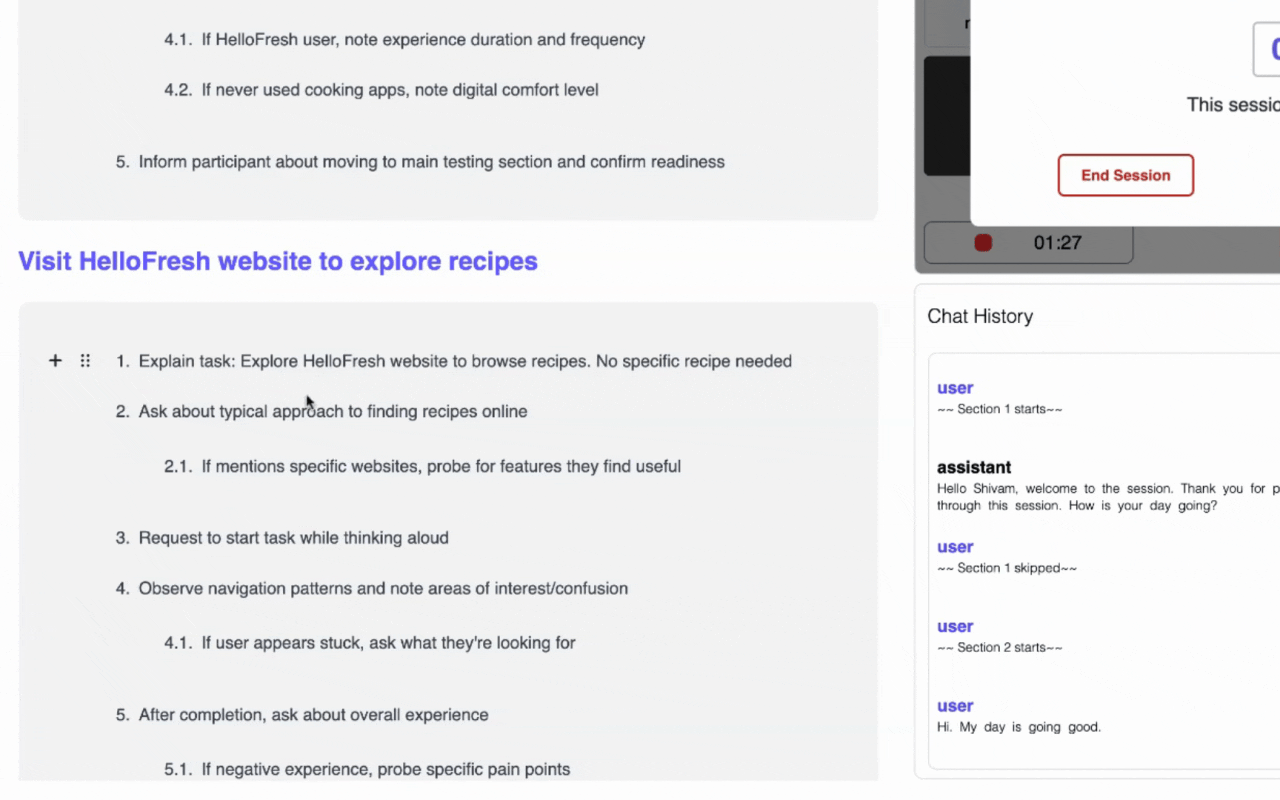 4.1. If HelloFresh user, note experience duration and frequency
4.2. If never used cooking apps, note digital comfort level
5. Inform participant about moving to main testing section and confirm readiness
Visit HelloFresh website to explore recipes
1. Explain task: Explore HelloFresh website to browse recipes. No specific recipe needed
2. Ask about typical approach to finding recipes online
2.1. If mentions specific websites, probe for features they find useful
3. Request to start task while thinking aloud
4. Observe navigation patterns and note areas of interest/confusion
4.1. If user appears stuck, ask what they're looking for
5. After completion, ask about overall experience
5.1. If negative experience, probe specific pain points
This
End Session
01:27
Chat History
user
~~ Section 1 starts~~
assistant
Hello Shivam, welcome to the session. Thank you for
through this session. How is your day going?
user
~~ Section 1 skipped~~
user
~~ Section 2 starts~~
user
Hi. My day is going good.